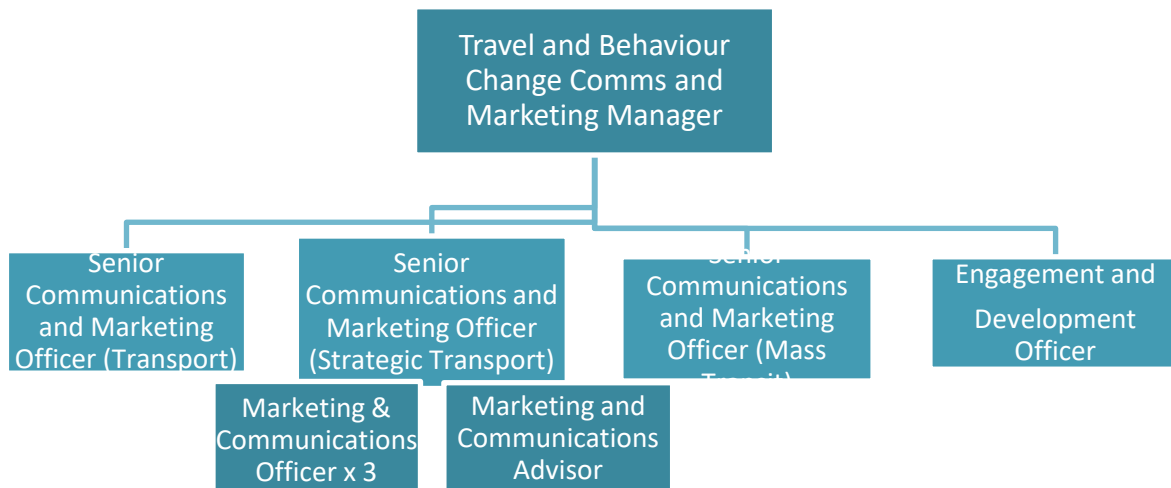 Travel and Behaviour
Change Comms and
Marketing Manager
Senior
Communications
and Marketing
Officer (Transport)
Senior
Communications and
Marketing Officer
(Strategic Transport)
Senior
Communications
and Marketing
Officer (Mass
Transit)
Engagement and
Development
Officer
Marketing &
Communications
Officer x 3
Marketing and
Communications
Advisor